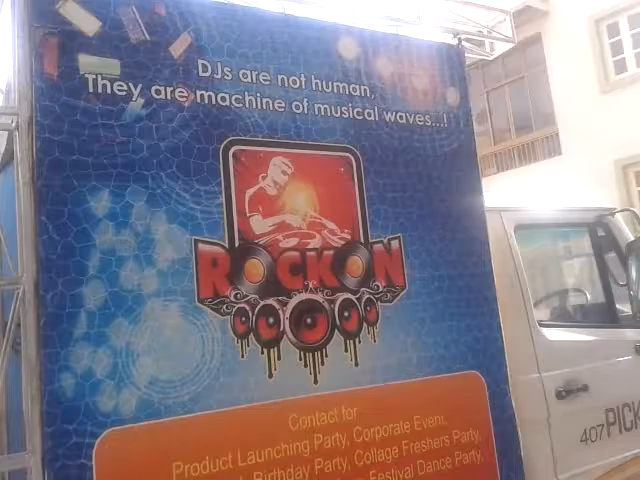 DJs are not human,
They are machine of musical waves...!
ROCKON
Contact for
Product Launching Party, Corporate Event,
Birthday Party, Collage Freshers Party,
Festival Dance Party,
407 PICK